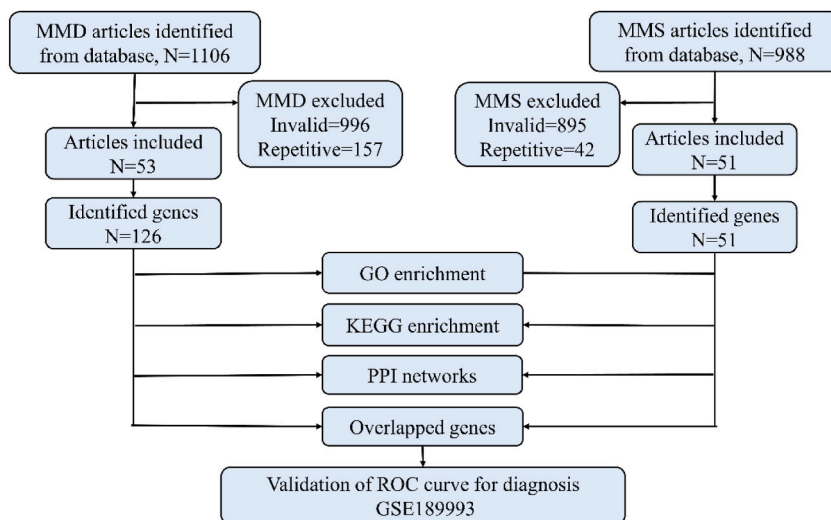 MMD articles identified
from database, N=1106
MMS articles identified
from database, N=988
MMD excluded
Invalid=996
Repetitive=157
MMS excluded
Invalid=895
Repetitive=42
Articles included
N=53
Articles included
N=51
Identified genes
N=126
Identified genes
N=51
GO enrichment
KEGG enrichment
PPI networks
Overlapped genes
Validation of ROC curve for diagnosis
GSE189993